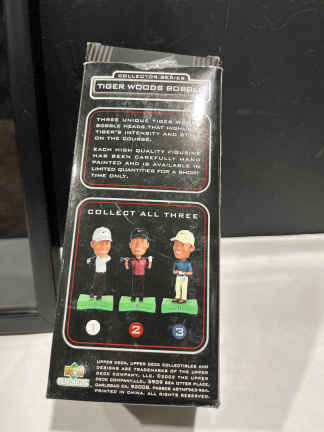 COLLECTOR SERIES
TIGER WOODS BOBBLE
THREE UNIQUE TIGER WOODS
BOBBLE HEADS THAT HIGHLIGHT
TIGER'S INTENSITY AND STYLE
ON THE COURSE.
EACH HIGH QUALITY FIGURINE
HAS BEEN CAREFULLY HAND
PAINTED AND IS AVAILABLE IN
LIMITED QUANTITIES FOR A SHORT
TIME ONLY.
COLLECT ALL THREE
1 2 3
UPPER DECK, UPPER DECK COLLECTIBLES AND
DESIGNS ARE TRADEMARKS OF THE UPPER
DECK COMPANY, LLC. ©2002 THE UPPER
DECK COMPANY, LLC, 5909 SEA OTTER PLACE,
CARLSBAD CA. 92008.
PRINTED IN CHINA. ALL RIGHTS RESERVED.